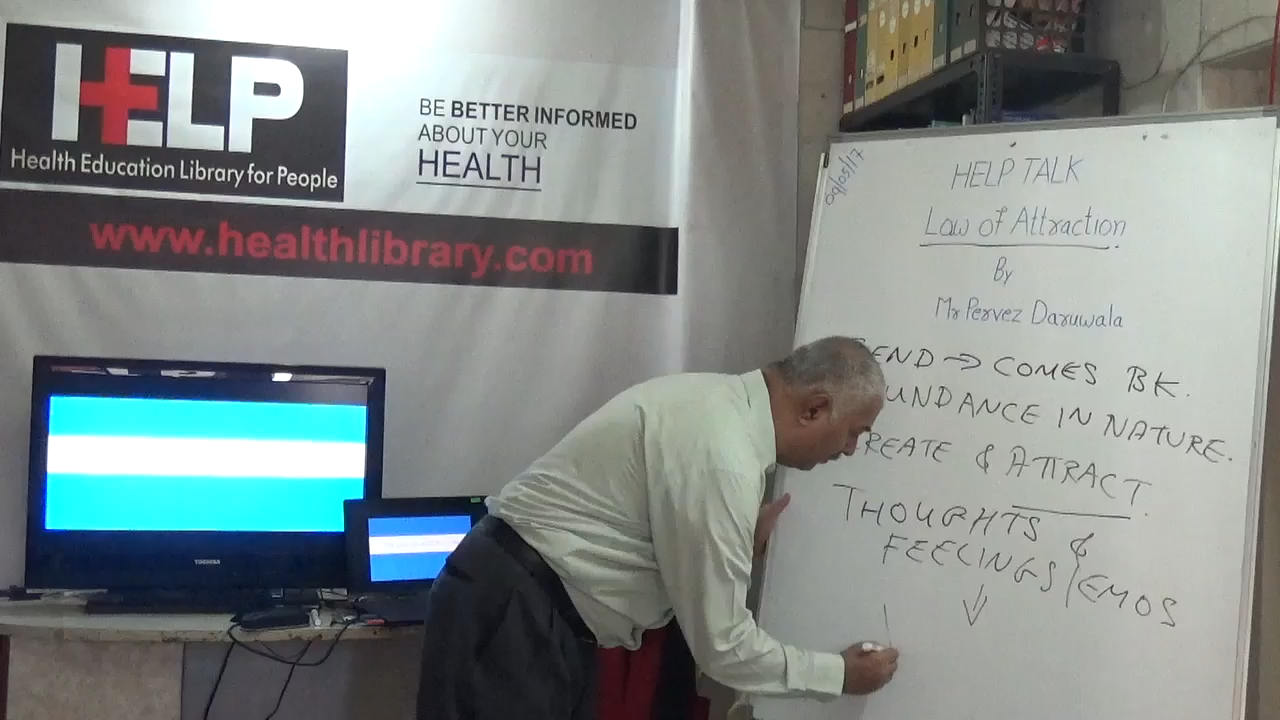 HELP
Health Education Library for People
BE BETTER INFORMED
ABOUT YOUR
HEALTH
www.healthlibrary.com
TOSHIBA
09/05/17
HELP TALK
Law of Attraction
By
Mr Pervez Daruwala
END → COMES BK.
UNDANCE IN NATURE.
REATE & ATTRACT
THOUGHTS &
FEELINGS/EMOS